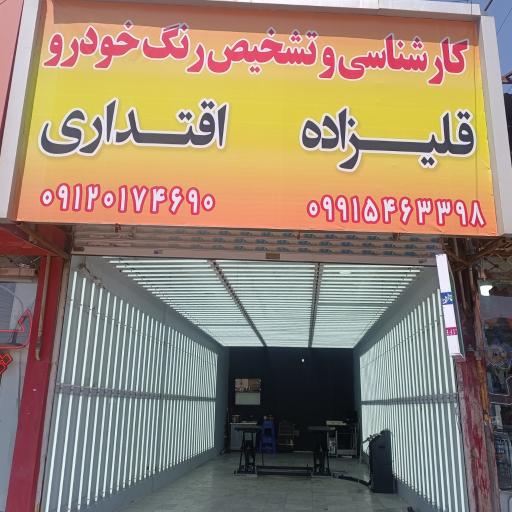 کارشناسی و تشخیص رنگ خودرو
قلیزاده اقتداری
۰۹۹۱۵۴۶۳۳۹۸ ۰۹۱۲۰۱۷۴۶۹۰